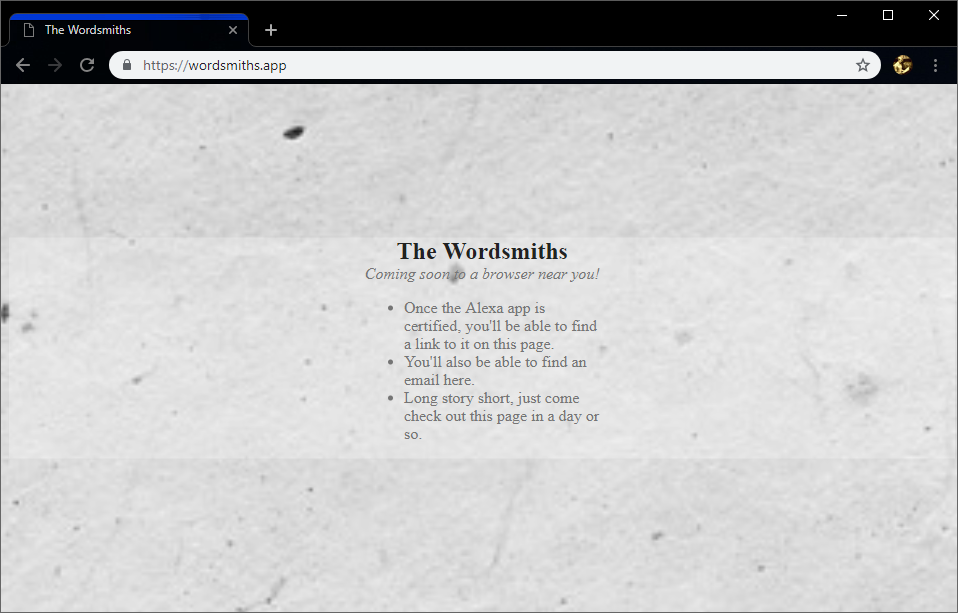 The Wordsmiths
https://wordsmiths.app
The Wordsmiths
Coming soon to a browser near you!
• Once the Alexa app is
certified, you'll be able to find
a link to it on this page.
• You'll also be able to find an
email here.
• Long story short, just come
check out this page in a day or
so.